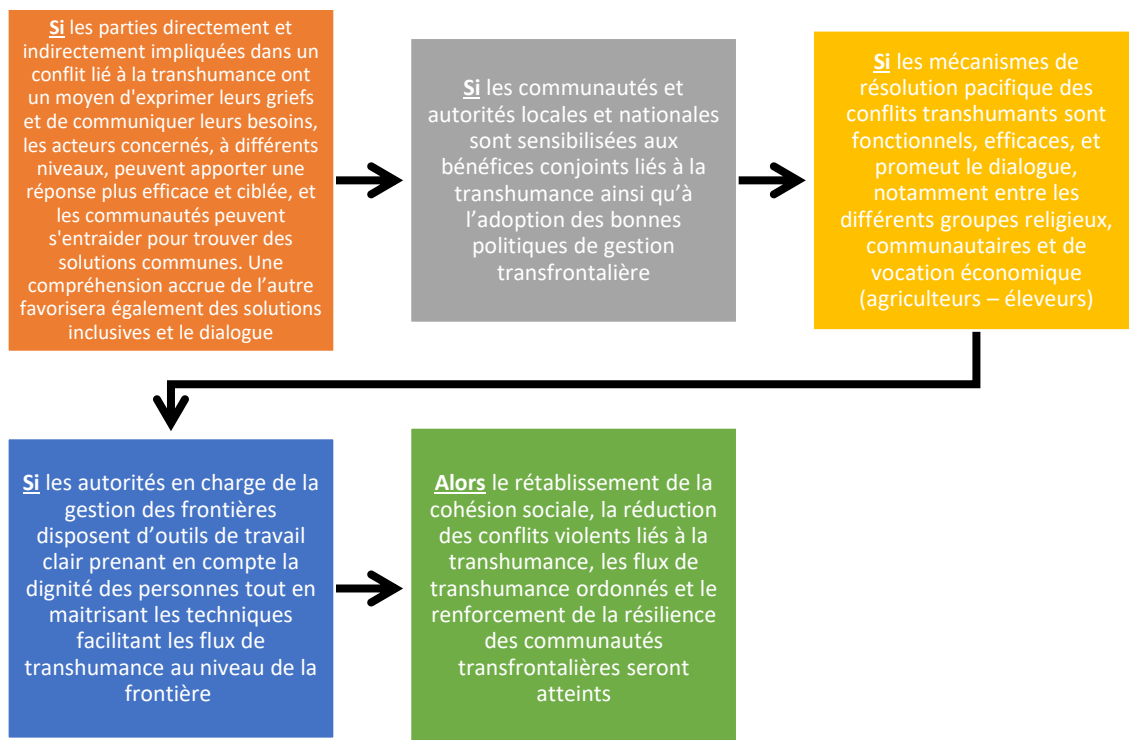 Si les parties directement et
indirectement impliquées dans un
conflit lié à la transhumance ont
un moyen d'exprimer leurs griefs
et de communiquer leurs besoins,
les acteurs concernés, à différents
niveaux, peuvent apporter une
réponse plus efficace et ciblée, et
les communautés peuvent
s'entraider pour trouver des
solutions communes. Une
compréhension accrue de l'autre
favorisera également des solutions
inclusives et le dialogue
Si les communautés et
autorités locales et nationales
sont sensibilisées aux
bénéfices conjoints liés à la
transhumance ainsi qu'à
l'adoption des bonnes
politiques de gestion
transfrontalière
Si les mécanismes de
résolution pacifique des
conflits transhumants sont
fonctionnels, efficaces, et
promeut le dialogue,
notamment entre les
différents groupes religieux,
communautaires et de
vocation économique
(agriculteurs – éleveurs)
Si les autorités en charge de la
gestion des frontières
disposent d'outils de travail
clair prenant en compte la
dignité des personnes tout en
maitrisant les techniques
facilitant les flux de
transhumance au niveau de la
frontière
Alors le rétablissement de la
cohésion sociale, la réduction
des conflits violents liés à la
transhumance, les flux de
transhumance ordonnés et le
renforcement de la résilience
des communautés
transfrontalières seront
atteints